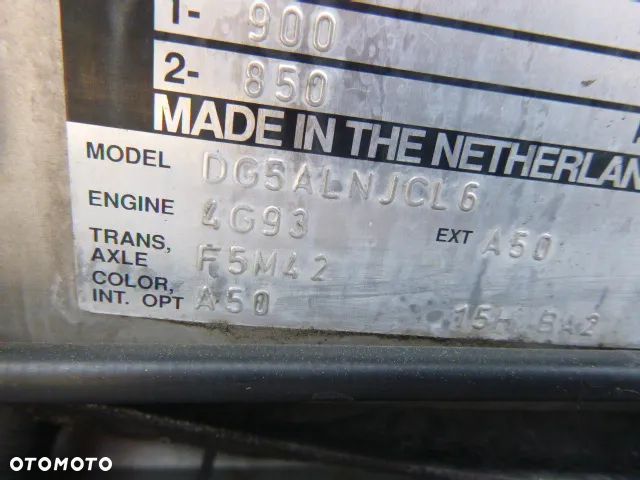 1- 900
2- 850
MADE IN THE NETHERLAN
MODEL DG5ALNJCL6
ENGINE 4G93 EXT A50
TRANS, AXLE F5M42
COLOR, INT. OPT A50 15H
OTOMOTO